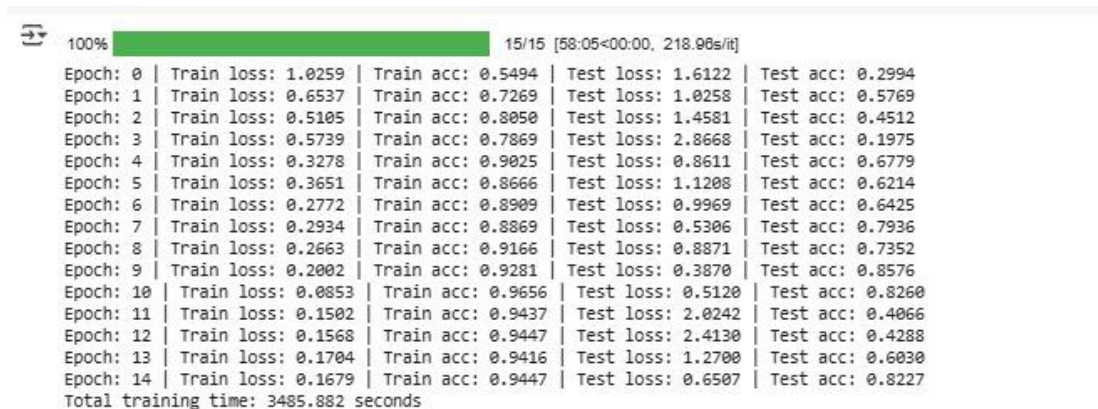 100% 15/15 [58:05<00:00, 218.96s/it]
Epoch: 0 | Train loss: 1.0259 | Train acc: 0.5494 | Test loss: 1.6122 | Test acc: 0.2994
Epoch: 1 | Train loss: 0.6537 | Train acc: 0.7269 | Test loss: 1.0258 | Test acc: 0.5769
Epoch: 2 | Train loss: 0.5105 | Train acc: 0.8050 | Test loss: 1.4581 | Test acc: 0.4512
Epoch: 3 | Train loss: 0.5739 | Train acc: 0.7869 | Test loss: 2.8668 | Test acc: 0.1975
Epoch: 4 | Train loss: 0.3278 | Train acc: 0.9025 | Test loss: 0.8611 | Test acc: 0.6779
Epoch: 5 | Train loss: 0.3651 | Train acc: 0.8666 | Test loss: 1.1208 | Test acc: 0.6214
Epoch: 6 | Train loss: 0.2772 | Train acc: 0.8909 | Test loss: 0.9969 | Test acc: 0.6425
Epoch: 7 | Train loss: 0.2934 | Train acc: 0.8869 | Test loss: 0.5306 | Test acc: 0.7936
Epoch: 8 | Train loss: 0.2663 | Train acc: 0.9166 | Test loss: 0.8871 | Test acc: 0.7352
Epoch: 9 | Train loss: 0.2002 | Train acc: 0.9281 | Test loss: 0.3870 | Test acc: 0.8576
Epoch: 10 | Train loss: 0.0853 | Train acc: 0.9656 | Test loss: 0.5120 | Test acc: 0.8260
Epoch: 11 | Train loss: 0.1502 | Train acc: 0.9437 | Test loss: 2.0242 | Test acc: 0.4066
Epoch: 12 | Train loss: 0.1568 | Train acc: 0.9447 | Test loss: 2.4130 | Test acc: 0.4288
Epoch: 13 | Train loss: 0.1704 | Train acc: 0.9416 | Test loss: 1.2700 | Test acc: 0.6030
Epoch: 14 | Train loss: 0.1679 | Train acc: 0.9447 | Test loss: 0.6507 | Test acc: 0.8227
Total training time: 3485.882 seconds